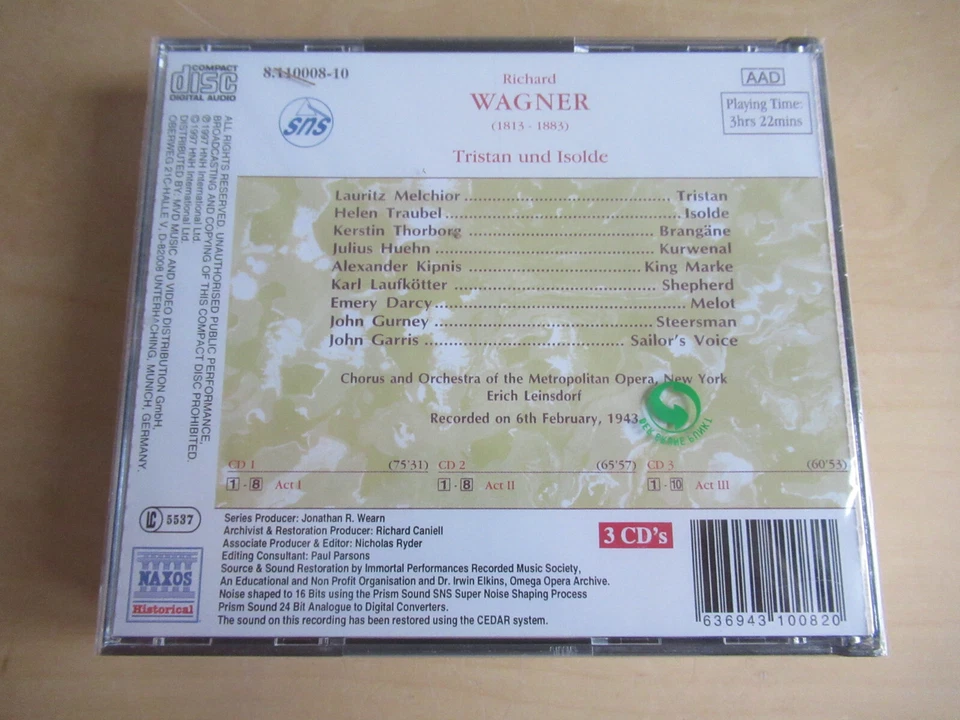 COMPACT
disc
DIGITAL AUDIO
8.110008-10
Richard
WAGNER
(1813 - 1883)
AAD
Playing Time:
3hrs 22mins
sns
Tristan und Isolde
ALL RIGHTS RESERVED. UNAUTHORISED PUBLIC PERFORMANCE,
BROADCASTING AND COPYING OF THIS COMPACT DISC PROHIBITED.
℗ 1997 HNH International Ltd.
© 1997 HNH International Ltd.
DISTRIBUTED BY: MVD MUSIC AND VIDEO DISTRIBUTION GmbH,
OBERWEG 21C-HALLE V, D-82008 UNTERHACHING, MUNICH, GERMANY.
Lauritz Melchior ........ Tristan
Helen Traubel ........ Isolde
Kerstin Thorborg ........ Brangäne
Julius Huehn ........ Kurwenal
Alexander Kipnis ........ King Marke
Karl Laufkötter ........ Shepherd
Emery Darcy ........ Melot
John Gurney ........ Steersman
John Garris ........ Sailor's Voice
Chorus and Orchestra of the Metropolitan Opera, New York
Erich Leinsdorf
Recorded on 6th February, 1943
CD 1 (75'31) CD 2 (65'57) CD 3 (60'53)
1 - 8 Act I 1 - 8 Act II 1 - 10 Act III
LC 5537
Series Producer: Jonathan R. Wearn
Archivist & Restoration Producer: Richard Caniell
Associate Producer & Editor: Nicholas Ryder
Editing Consultant: Paul Parsons
Source & Sound Restoration by Immortal Performances Recorded Music Society,
An Educational and Non Profit Organisation and Dr. Irwin Elkins, Omega Opera Archive.
Noise shaped to 16 Bits using the Prism Sound SNS Super Noise Shaping Process
Prism Sound 24 Bit Analogue to Digital Converters.
The sound on this recording has been restored using the CEDAR system.
3 CD's
NAXOS
Historical
6 36943 10082 0